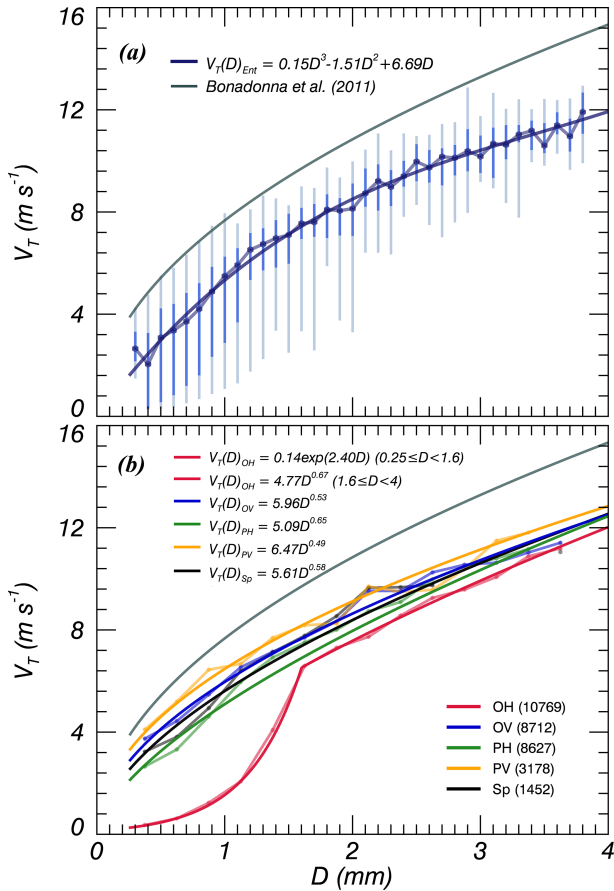 16
12
8
4
0
V_T (m s⁻¹)
(a)
V_T(D)_Ent = 0.15D³-1.51D²+6.69D
Bonadonna et al. (2011)
16
12
8
4
0
V_T (m s⁻¹)
(b)
V_T(D)_OH = 0.14exp(2.40D) (0.25≤D<1.6)
V_T(D)_OH = 4.77D^0.67 (1.6≤D<4)
V_T(D)_OV = 5.96D^0.53
V_T(D)_PH = 5.09D^0.65
V_T(D)_PV = 6.47D^0.49
V_T(D)_Sp = 5.61D^0.58
OH (10769)
OV (8712)
PH (8627)
PV (3178)
Sp (1452)
0 1 2 3 4
D (mm)